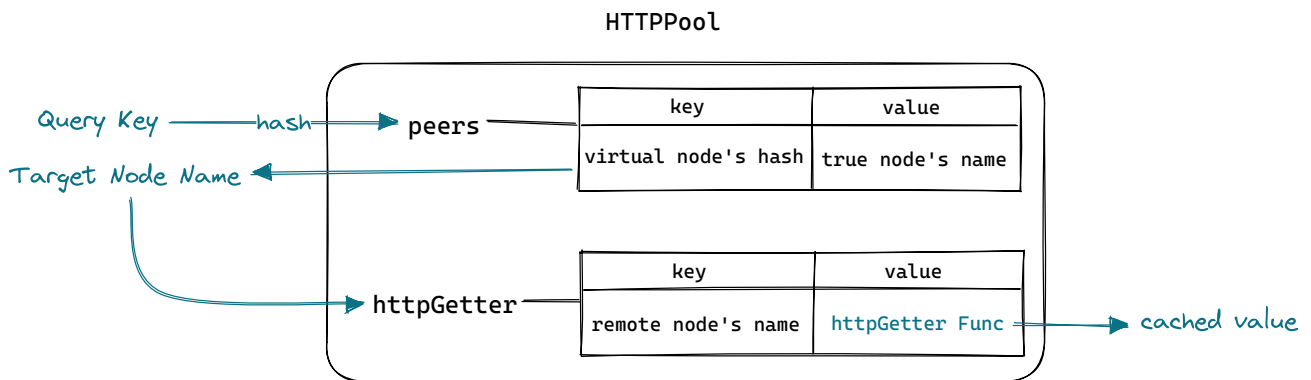 HTTPPool
key value
Query Key hash peers
virtual node's hash true node's name
Target Node Name
key value
httpGetter
remote node's name httpGetter Func cached value